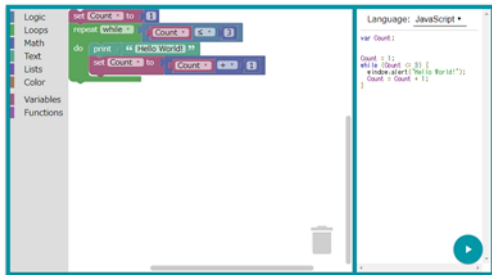 Logic
Loops
Math
Text
Lists
Color
Variables
Functions
set Count to 1
repeat while Count ≤ 3
do print “ Hello World! ”
set Count to Count + 1
Language: JavaScript
var Count;
Count = 1;
while (Count <= 3) {
window.alert('Hello World!');
Count = Count + 1;
}